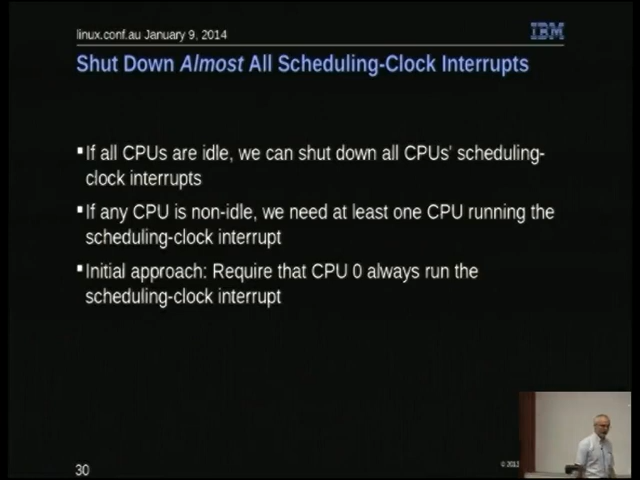 linux.conf.au January 9, 2014
IBM
Shut Down Almost All Scheduling-Clock Interrupts
If all CPUs are idle, we can shut down all CPUs' scheduling-
clock interrupts
If any CPU is non-idle, we need at least one CPU running the
scheduling-clock interrupt
Initial approach: Require that CPU 0 always run the
scheduling-clock interrupt
30